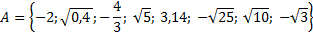 A = {−2; √0,4; −4/3; √5; 3,14; −√25; √10; −√3}